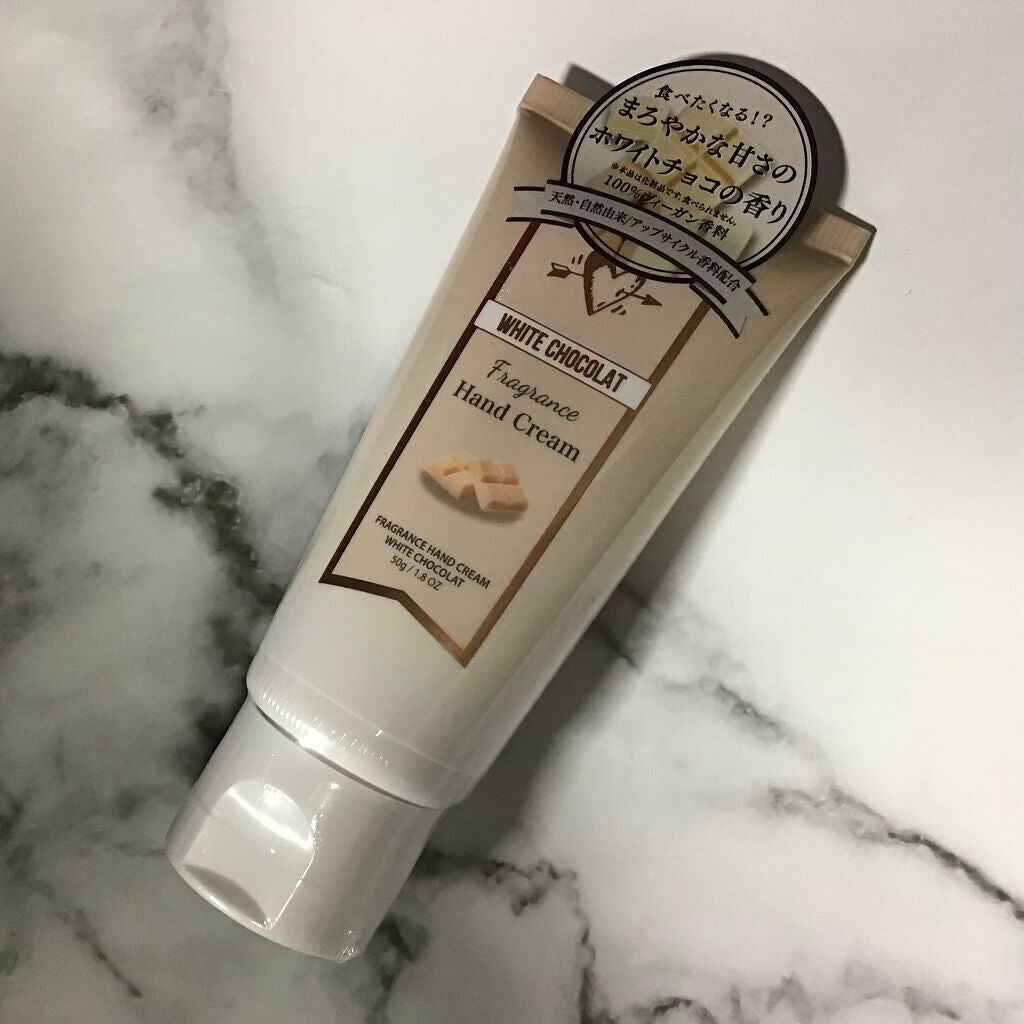 食べたくなる!?
まろやかな甘さの
ホワイトチョコの香り
※本品は化粧品です。食べられません。
100%ヴィーガン香料
天然・自然由来/アップサイクル香料配合
WHITE CHOCOLAT
Fragrance
Hand Cream
FRAGRANCE HAND CREAM
WHITE CHOCOLAT
50g / 1.8 OZ